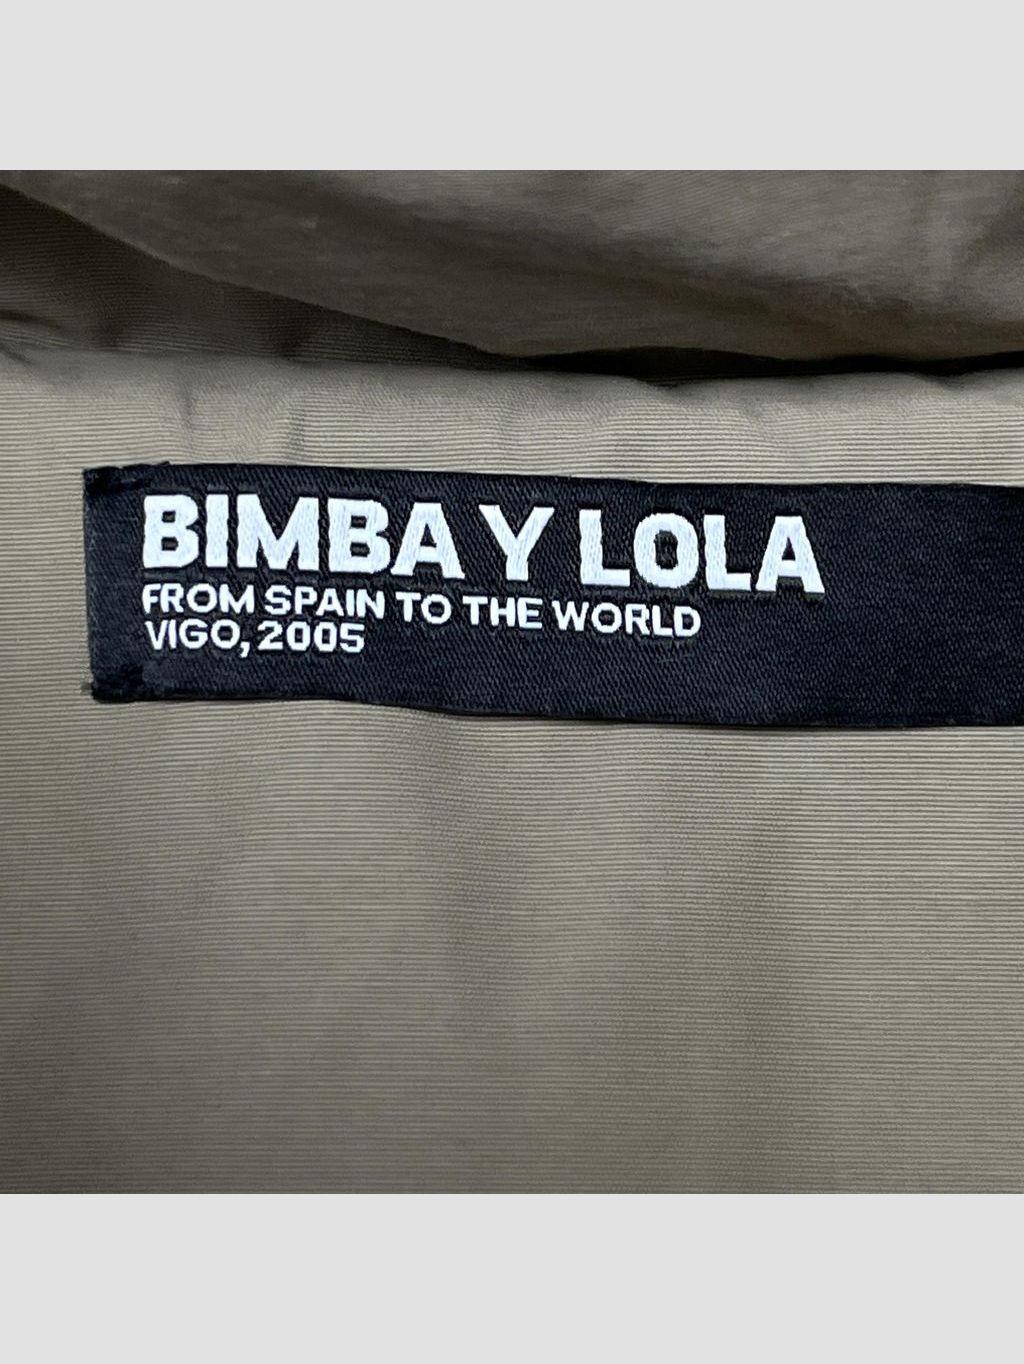 BIMBA Y LOLA
FROM SPAIN TO THE WORLD
VIGO, 2005